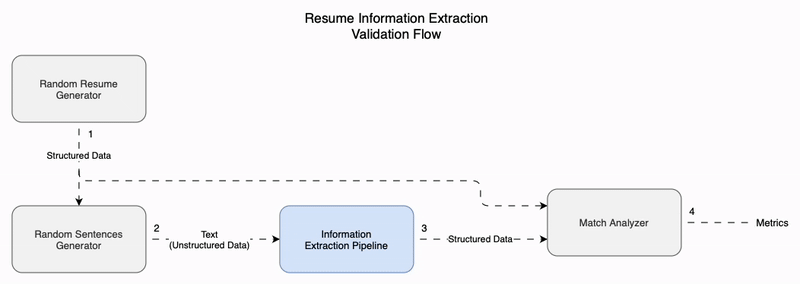 Resume Information Extraction
Validation Flow
Random Resume
Generator
1
Structured Data
Random Sentences
Generator
2
Text
(Unstructured Data)
Information
Extraction Pipeline
3
Structured Data
Match Analyzer
4
Metrics